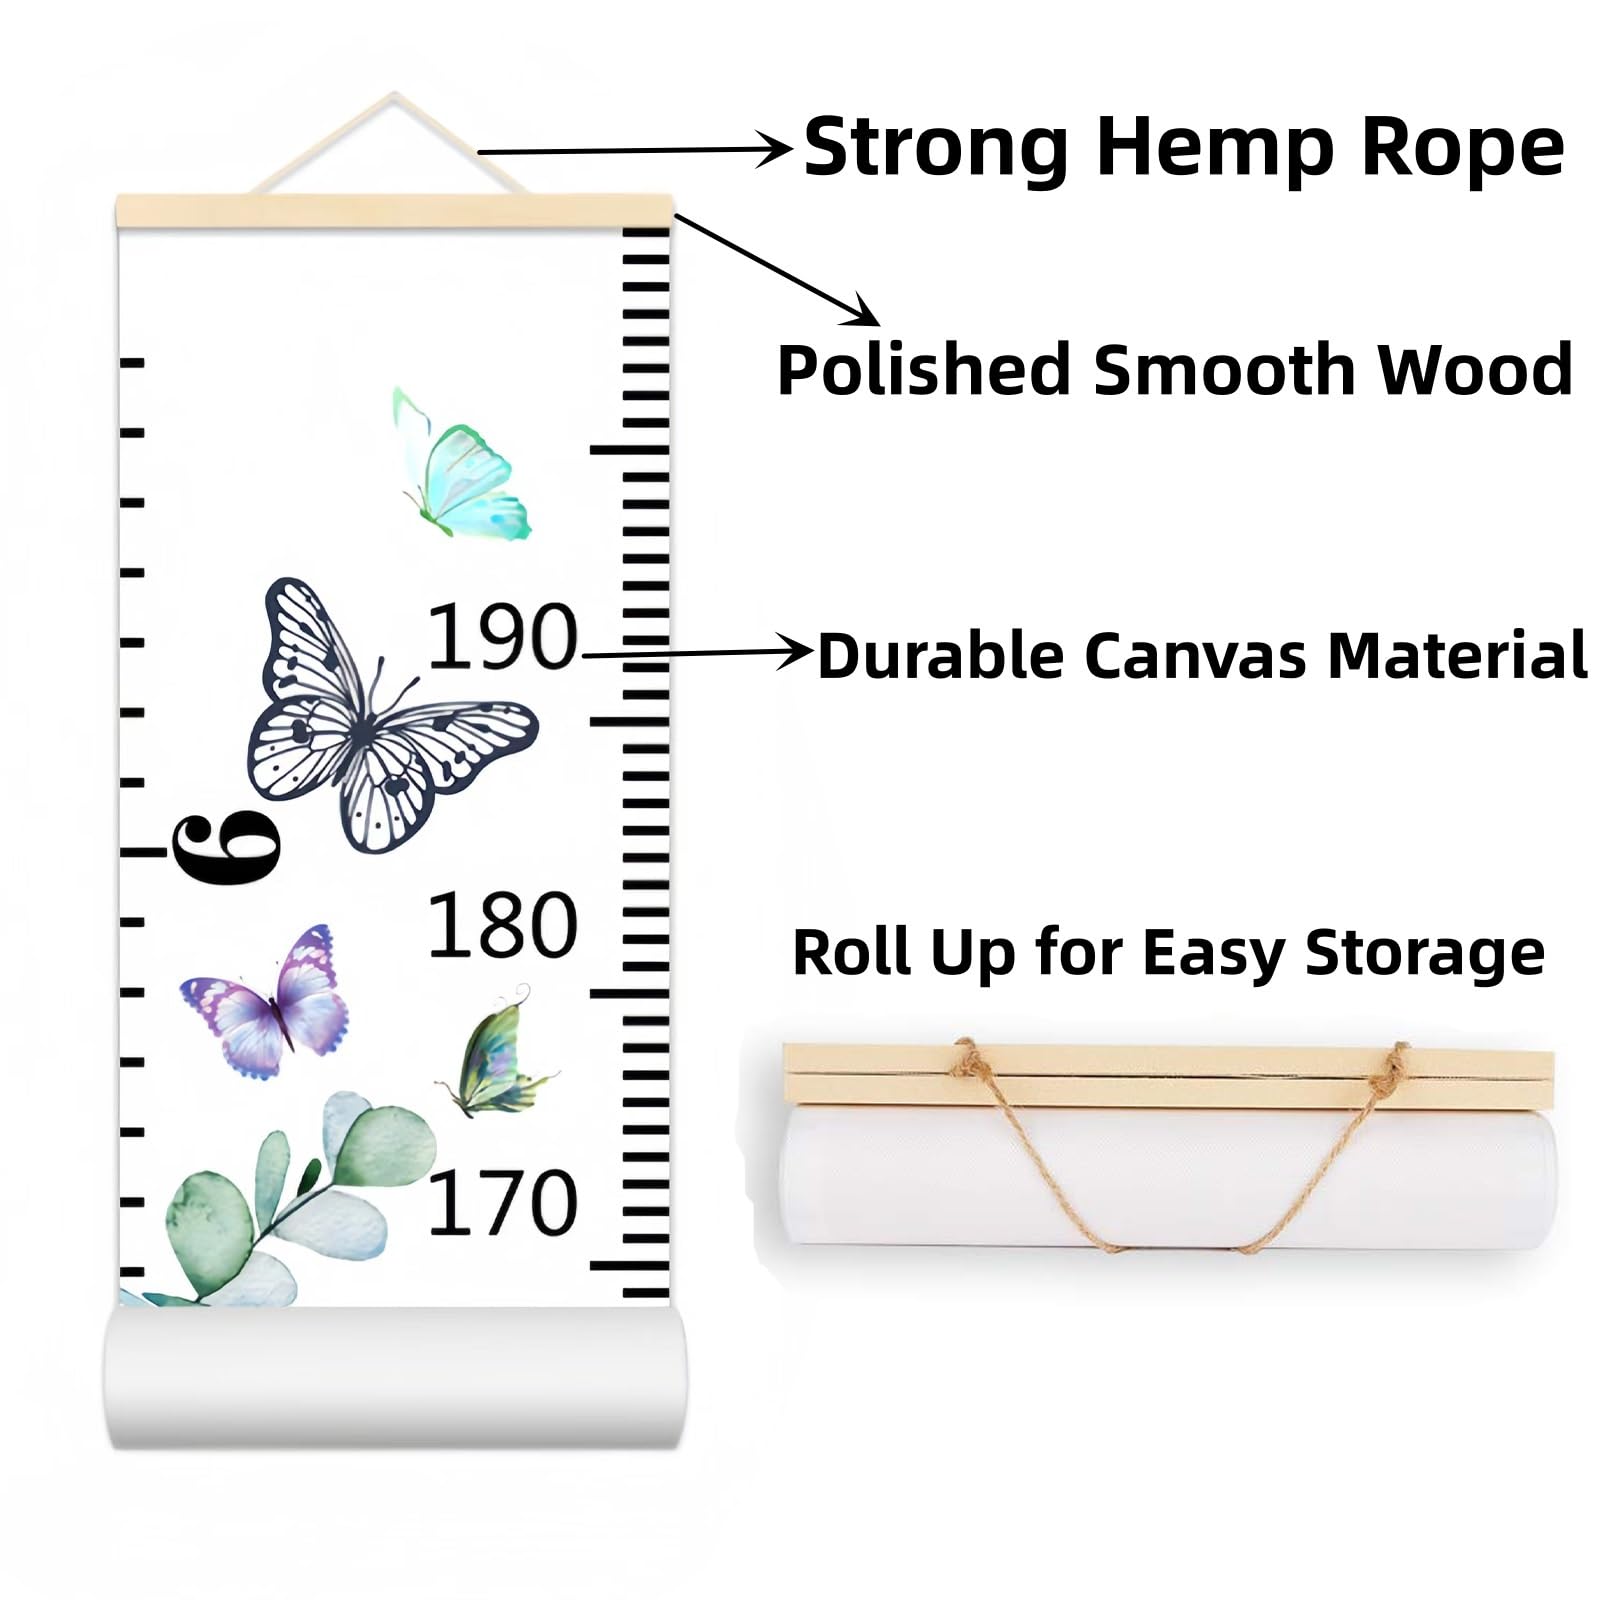 Strong Hemp Rope
Polished Smooth Wood
190
Durable Canvas Material
6
180
Roll Up for Easy Storage
170